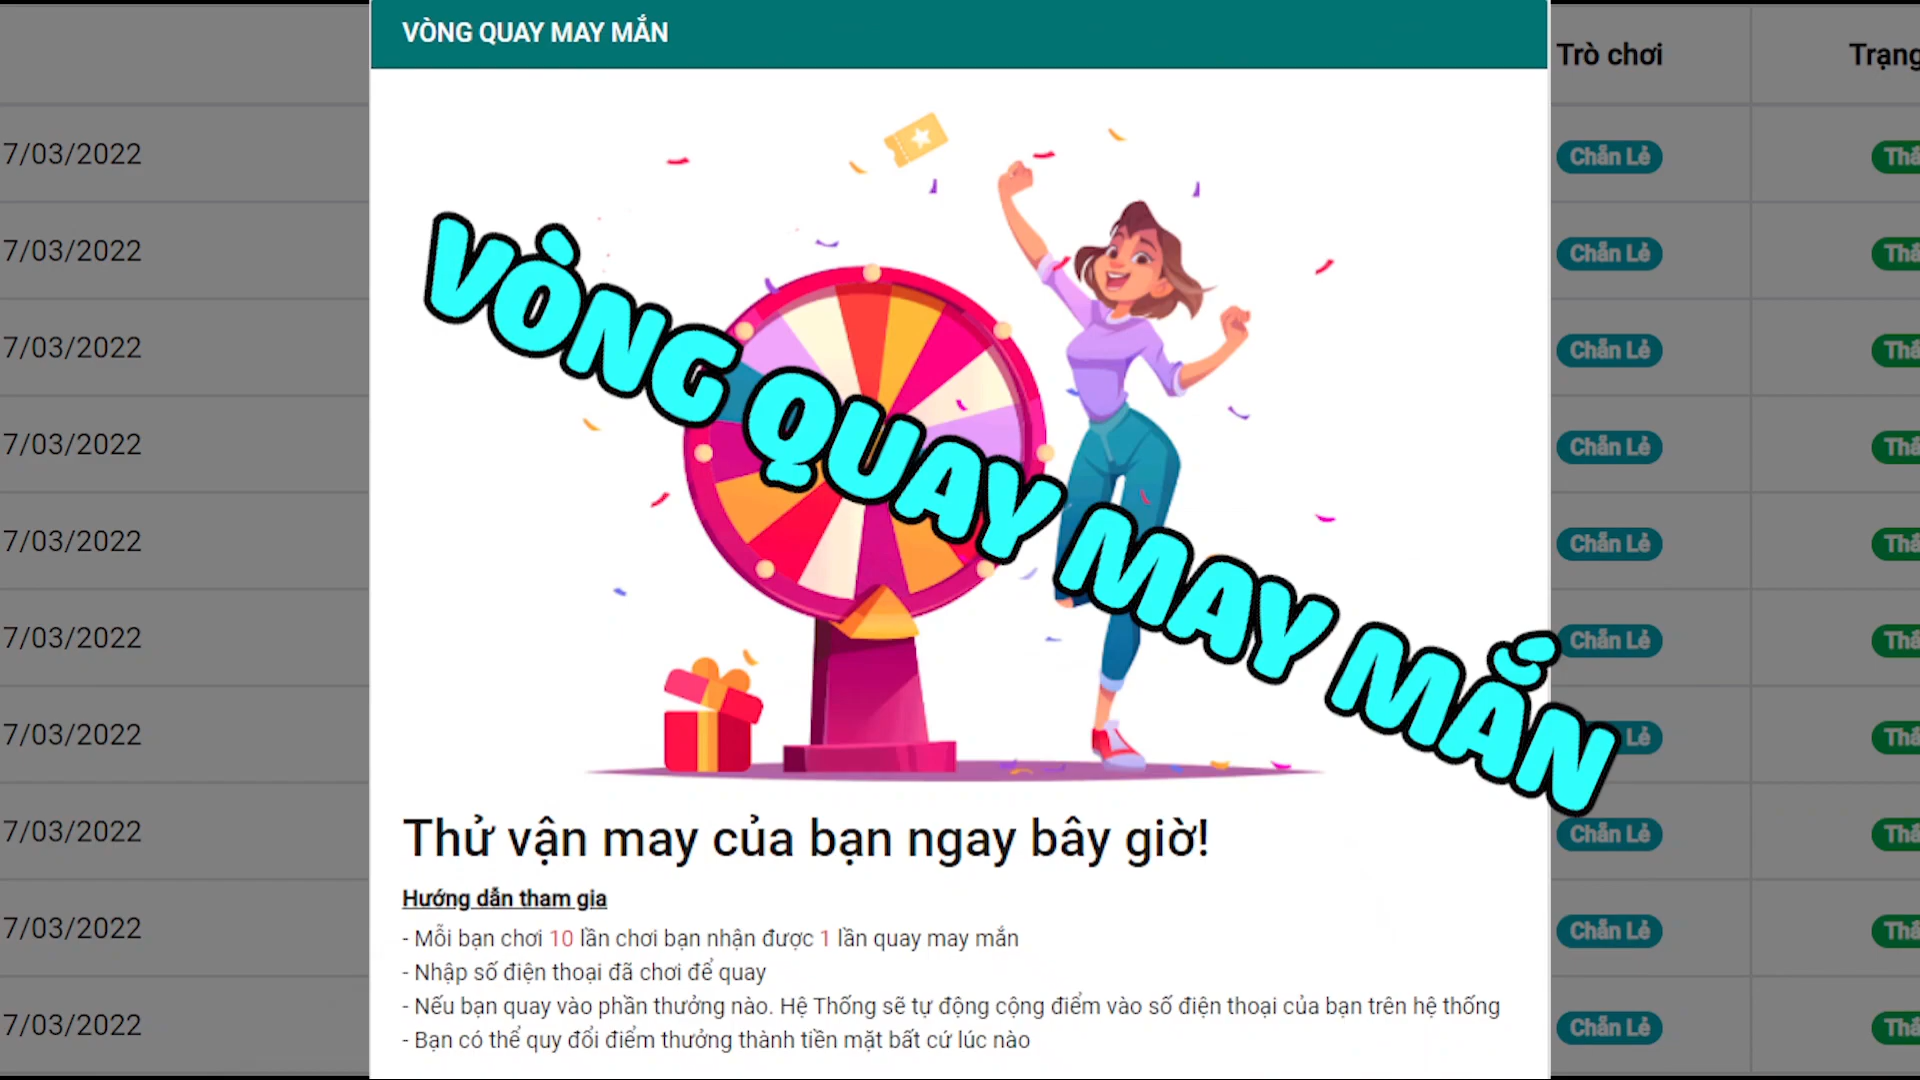 VÒNG QUAY MAY MẮN
Trò chơi
7/03/2022
Chẵn Lẻ
7/03/2022
Chẵn Lẻ
7/03/2022
Chẵn Lẻ
7/03/2022
Chẵn Lẻ
7/03/2022
Chẵn Lẻ
7/03/2022
Chẵn Lẻ
7/03/2022
Lẻ
7/03/2022
Chẵn Lẻ
7/03/2022
Chẵn Lẻ
7/03/2022
Chẵn Lẻ
VÒNG QUAY MAY MẮN
Thử vận may của bạn ngay bây giờ!
Hướng dẫn tham gia
- Mỗi bạn chơi 10 lần chơi bạn nhận được 1 lần quay may mắn
- Nhập số điện thoại đã chơi để quay
- Nếu bạn quay vào phần thưởng nào. Hệ Thống sẽ tự động cộng điểm vào số điện thoại của bạn trên hệ thống
- Bạn có thể quy đổi điểm thưởng thành tiền mặt bất cứ lúc nào